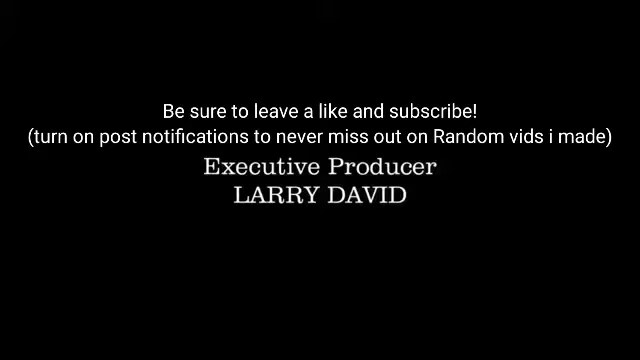 Be sure to leave a like and subscribe!
(turn on post notifications to never miss out on Random vids i made)
Executive Producer
LARRY DAVID